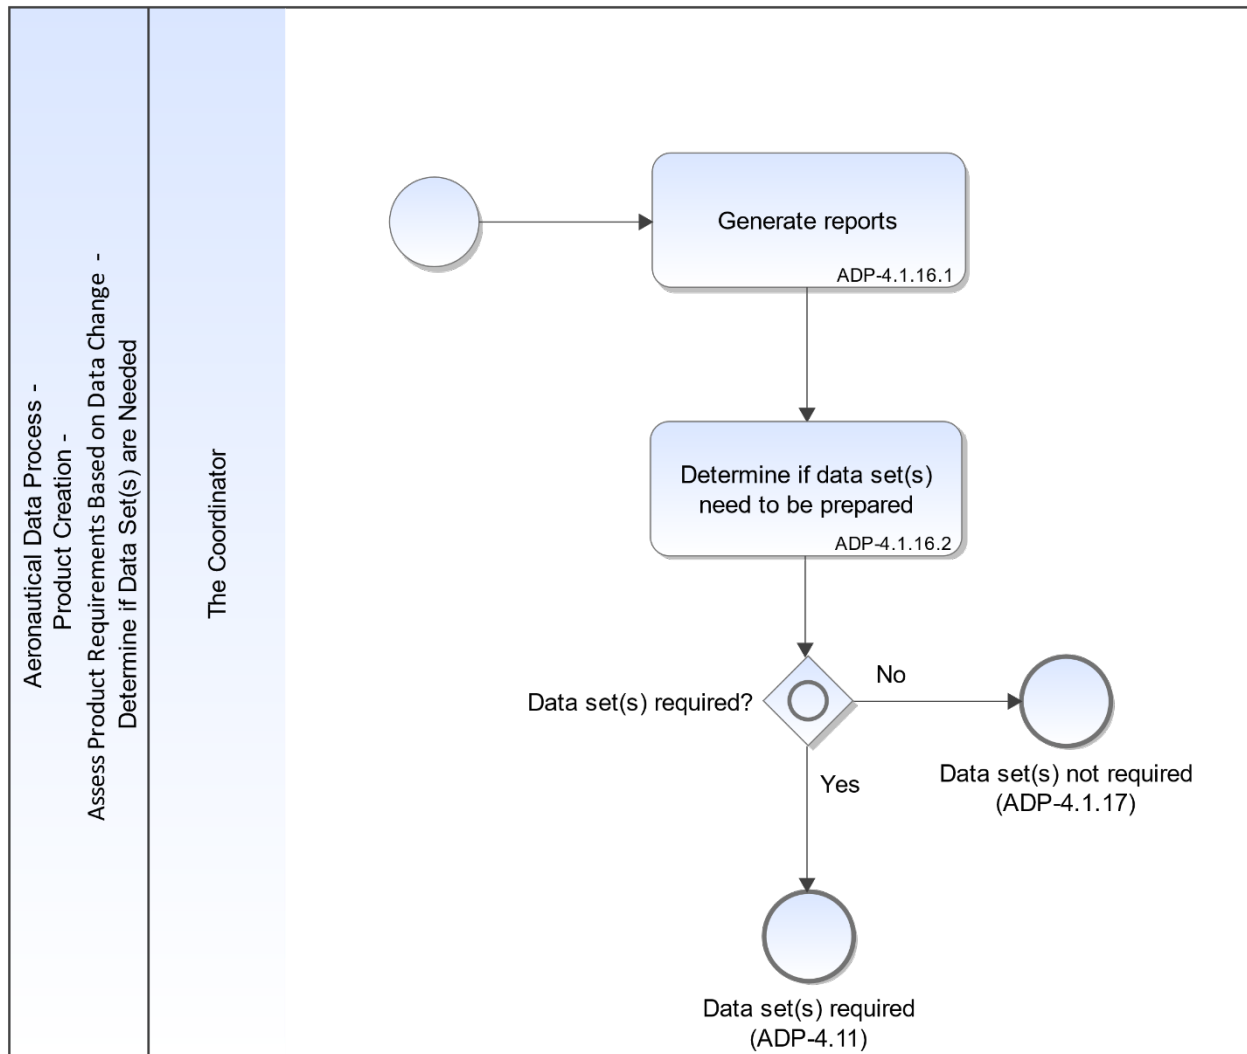 Aeronautical Data Process -
Product Creation -
Assess Product Requirements Based on Data Change -
Determine if Data Set(s) are Needed
The Coordinator
Generate reports
ADP-4.1.16.1
Determine if data set(s)
need to be prepared
ADP-4.1.16.2
Data set(s) required?
No
Yes
Data set(s) not required
(ADP-4.1.17)
Data set(s) required
(ADP-4.11)